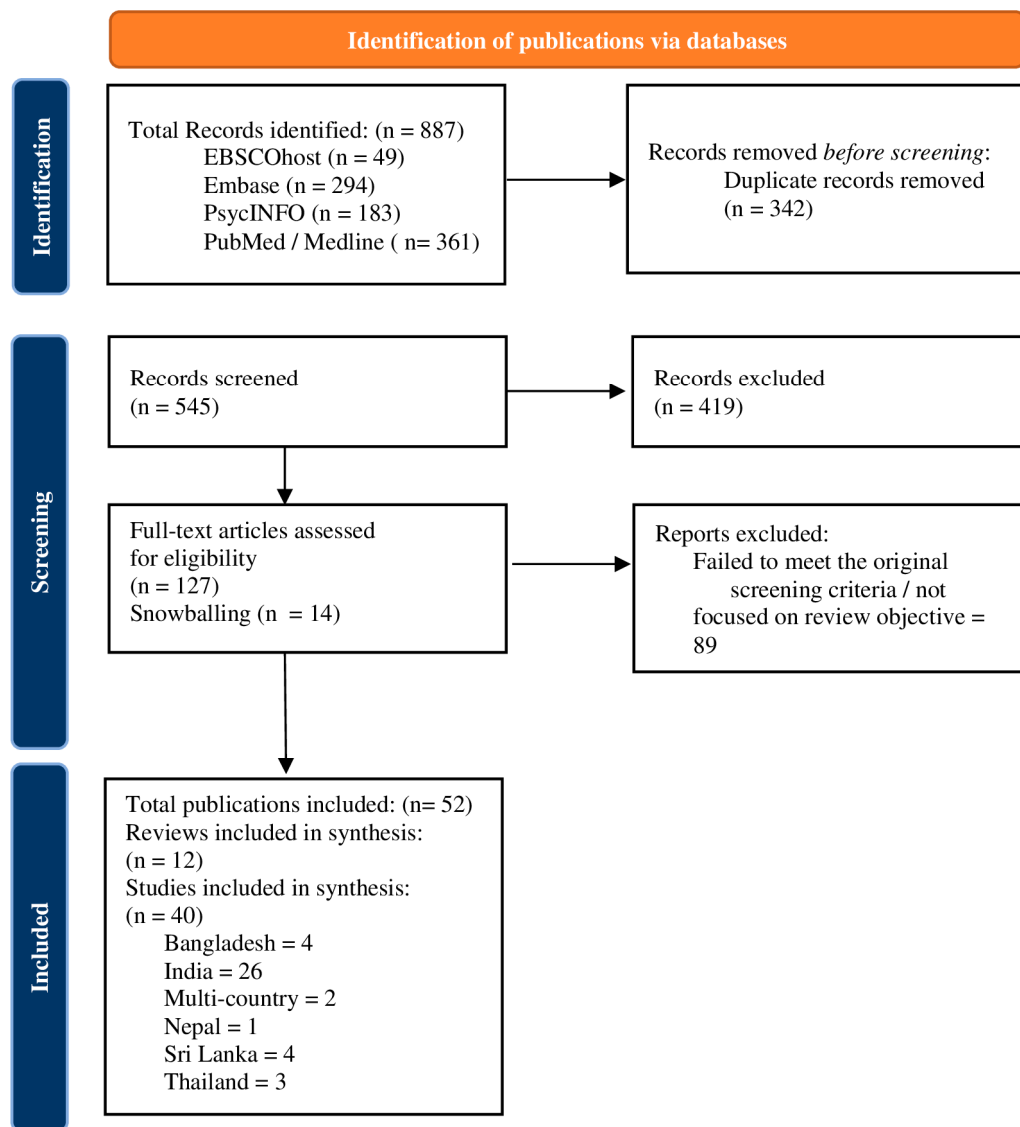 Identification of publications via databases
Identification
Total Records identified: (n = 887)
EBSCOhost (n = 49)
Embase (n = 294)
PsycINFO (n = 183)
PubMed / Medline ( n= 361)
Records removed before screening:
Duplicate records removed
(n = 342)
Screening
Records screened
(n = 545)
Records excluded
(n = 419)
Full-text articles assessed
for eligibility
(n = 127)
Snowballing (n = 14)
Reports excluded:
Failed to meet the original
screening criteria / not
focused on review objective =
89
Included
Total publications included: (n= 52)
Reviews included in synthesis:
(n = 12)
Studies included in synthesis:
(n = 40)
Bangladesh = 4
India = 26
Multi-country = 2
Nepal = 1
Sri Lanka = 4
Thailand = 3